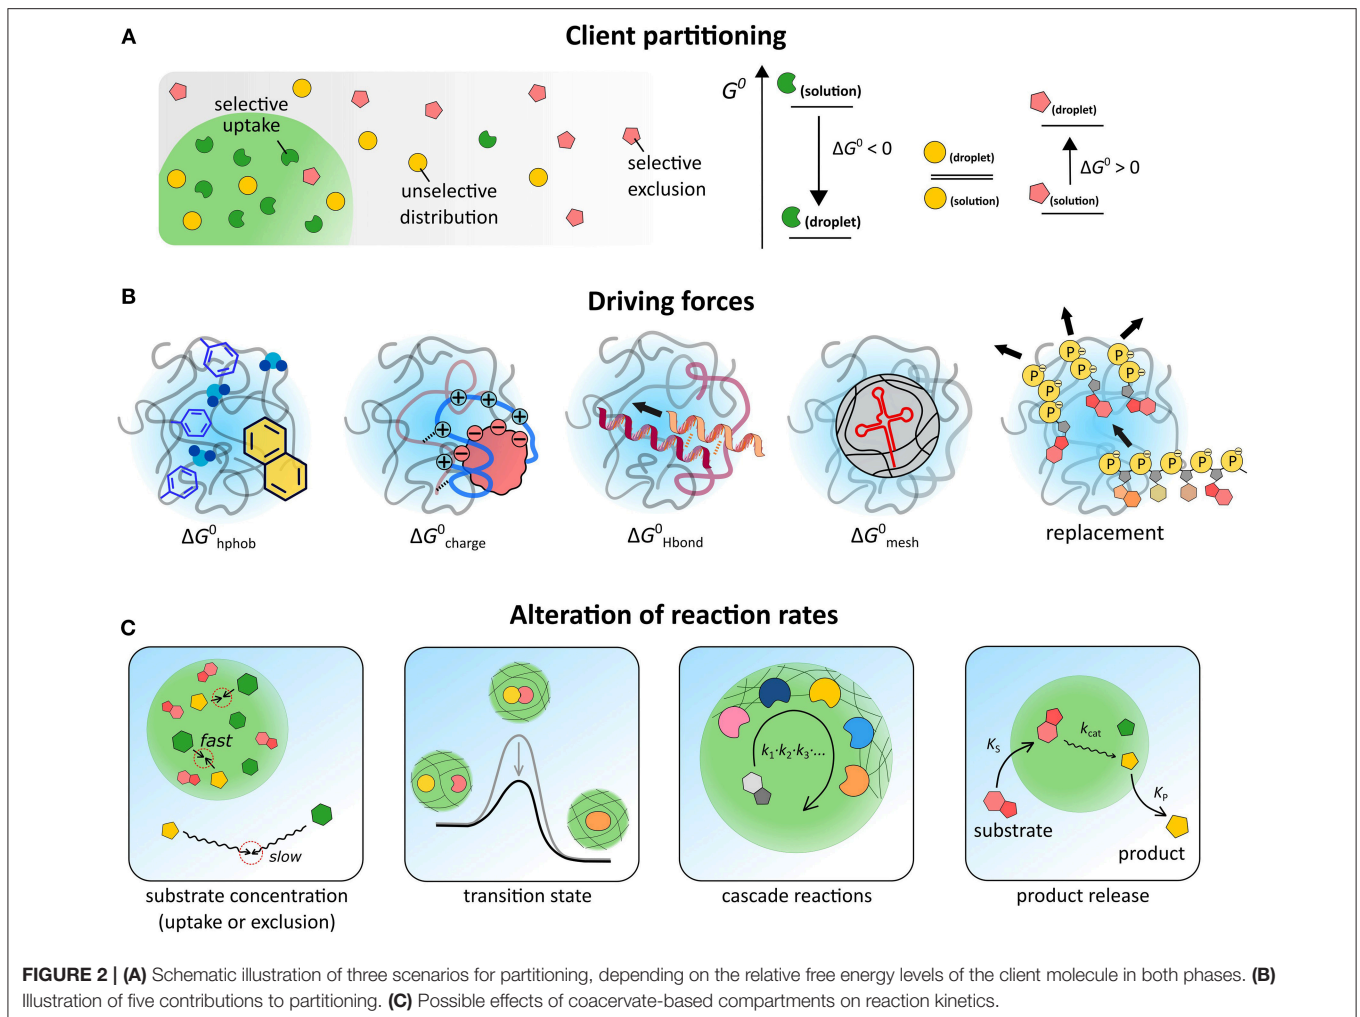 A
Client partitioning
selective
uptake
unselective
distribution
selective
exclusion
G⁰
(solution)
ΔG⁰ < 0
(droplet)
(droplet)
(solution)
(droplet)
ΔG⁰ > 0
(solution)
B
Driving forces
+ + + + +
− − − −
P⊖ P⊖ P P P P P
P⊖ P⊖ P⊖ P⊖ P⊖
ΔG⁰hphob
ΔG⁰charge
ΔG⁰Hbond
ΔG⁰mesh
replacement
Alteration of reaction rates
C
fast
slow
substrate concentration
(uptake or exclusion)
transition state
k₁·k₂·k₃·...
cascade reactions
kcat
KS
substrate
KP
product
product release
FIGURE 2 | (A) Schematic illustration of three scenarios for partitioning, depending on the relative free energy levels of the client molecule in both phases. (B)
Illustration of five contributions to partitioning. (C) Possible effects of coacervate-based compartments on reaction kinetics.